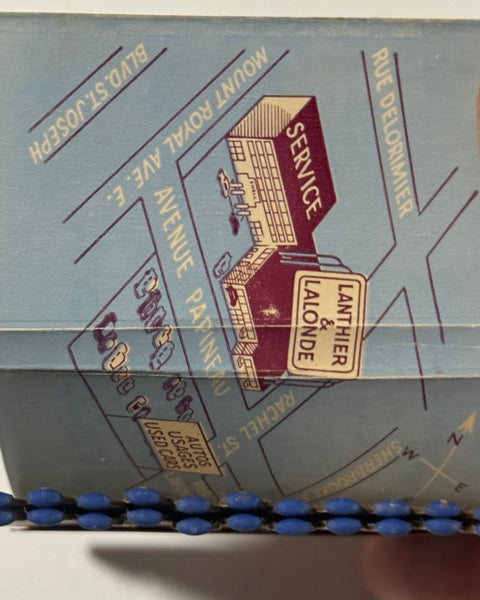 BLVD. ST. JOSEPH
MOUNT ROYAL AVE. E.
RUE DELORIMIER
SERVICE
AVENUE PAPINEAU
LANTHIER
&
LALONDE
RACHEL ST.
AUTOS
USAGÉS
USED CARS
SHERBROOKE
N
W
E